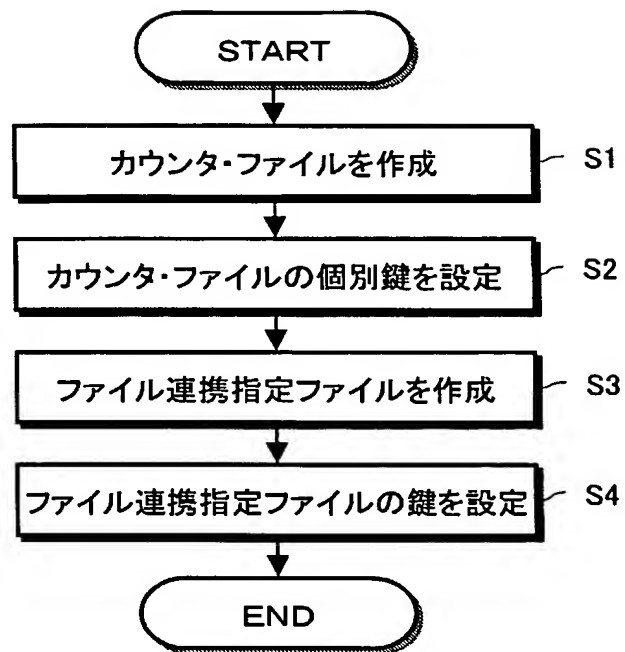 START
カウンタ・ファイルを作成 S1
カウンタ・ファイルの個別鍵を設定 S2
ファイル連携指定ファイルを作成 S3
ファイル連携指定ファイルの鍵を設定 S4
END